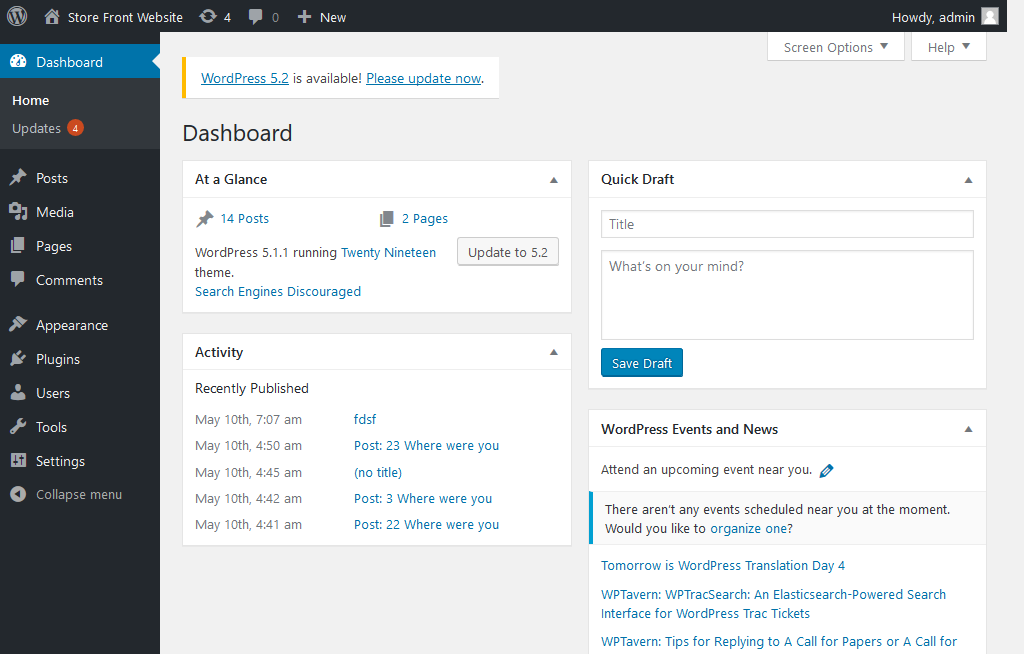 Store Front Website 4 0 New Howdy, admin
Dashboard
Home
Updates 4
Posts
Media
Pages
Comments
Appearance
Plugins
Users
Tools
Settings
Collapse menu
Screen Options Help
WordPress 5.2 is available! Please update now.
Dashboard
At a Glance
14 Posts 2 Pages
WordPress 5.1.1 running Twenty Nineteen
theme.
Update to 5.2
Search Engines Discouraged
Activity
Recently Published
May 10th, 7:07 am fdsf
May 10th, 4:50 am Post: 23 Where were you
May 10th, 4:45 am (no title)
May 10th, 4:42 am Post: 3 Where were you
May 10th, 4:41 am Post: 22 Where were you
Quick Draft
Title
What's on your mind?
Save Draft
WordPress Events and News
Attend an upcoming event near you.
There aren't any events scheduled near you at the moment.
Would you like to organize one?
Tomorrow is WordPress Translation Day 4
WPTavern: WPTracSearch: An Elasticsearch-Powered Search
Interface for WordPress Trac Tickets
WPTavern: Tips for Replying to A Call for Papers or A Call for